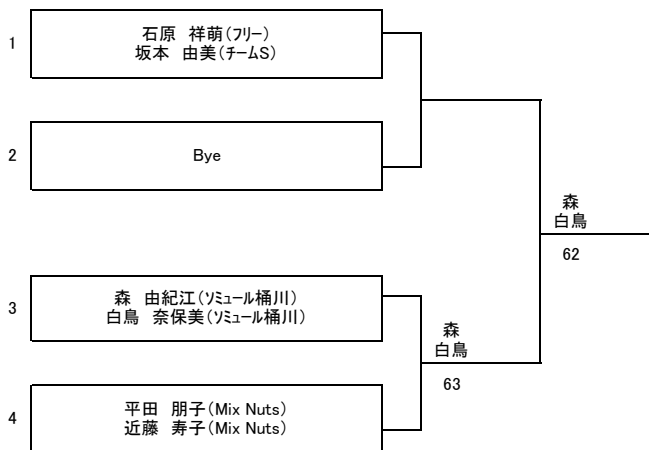 1
石原 祥萌(フリー)
坂本 由美(チームS)
2
Bye
森
白鳥
62
3
森 由紀江(ソミュール桶川)
白鳥 奈保美(ソミュール桶川)
森
白鳥
63
4
平田 朋子(Mix Nuts)
近藤 寿子(Mix Nuts)